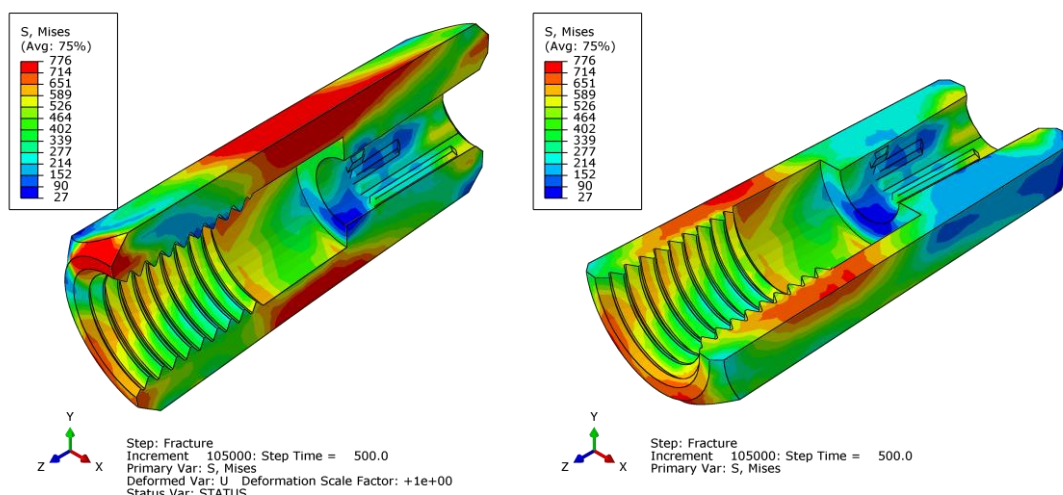 S, Mises
(Avg: 75%)
776
714
651
589
526
464
402
339
277
214
152
90
27
Y
Z
X
Step: Fracture
Increment 105000: Step Time = 500.0
Primary Var: S, Mises
Deformed Var: U Deformation Scale Factor: +1e+00
Status Var: STATUS
S, Mises
(Avg: 75%)
776
714
651
589
526
464
402
339
277
214
152
90
27
Y
Z
X
Step: Fracture
Increment 105000: Step Time = 500.0
Primary Var: S, Mises